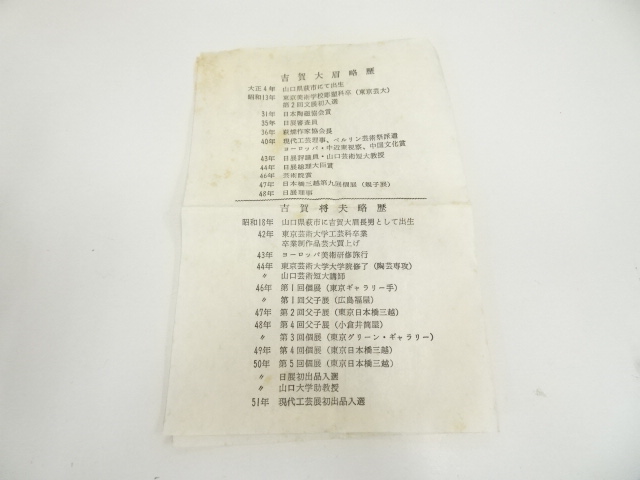 吉賀大眉略歴
大正4年 山口県萩市にて出生
昭和13年 東京美術学校彫塑科卒（東京芸大）
第2回文展初入選
31年 日本陶磁協会賞
35年 日展審査員
36年 萩焼作家協会長
40年 現代工芸理事、ベルリン芸術祭派遣
ヨーロッパ・中近東視察、中国文化賞
43年 日展評議員・山口芸術短大教授
44年 日展総理大臣賞
46年 芸術院賞
47年 日本橋三越第九回個展（親子展）
48年 日展理事
吉賀将夫略歴
昭和18年 山口県萩市に吉賀大眉長男として出生
42年 東京芸術大学工芸科卒業
卒業制作品芸大買上げ
43年 ヨーロッパ美術研修旅行
44年 東京芸術大学大学院修了（陶芸専攻）
〃 山口芸術短大講師
46年 第1回個展（東京ギャラリー手）
〃 第1回父子展（広島福屋）
47年 第2回父子展（東京日本橋三越）
48年 第4回父子展（小倉井筒屋）
〃 第3回個展（東京グリーン・ギャラリー）
49年 第4回個展（東京日本橋三越）
50年 第5回個展（東京日本橋三越）
〃 日展初出品入選
〃 山口大学助教授
51年 現代工芸展初出品入選